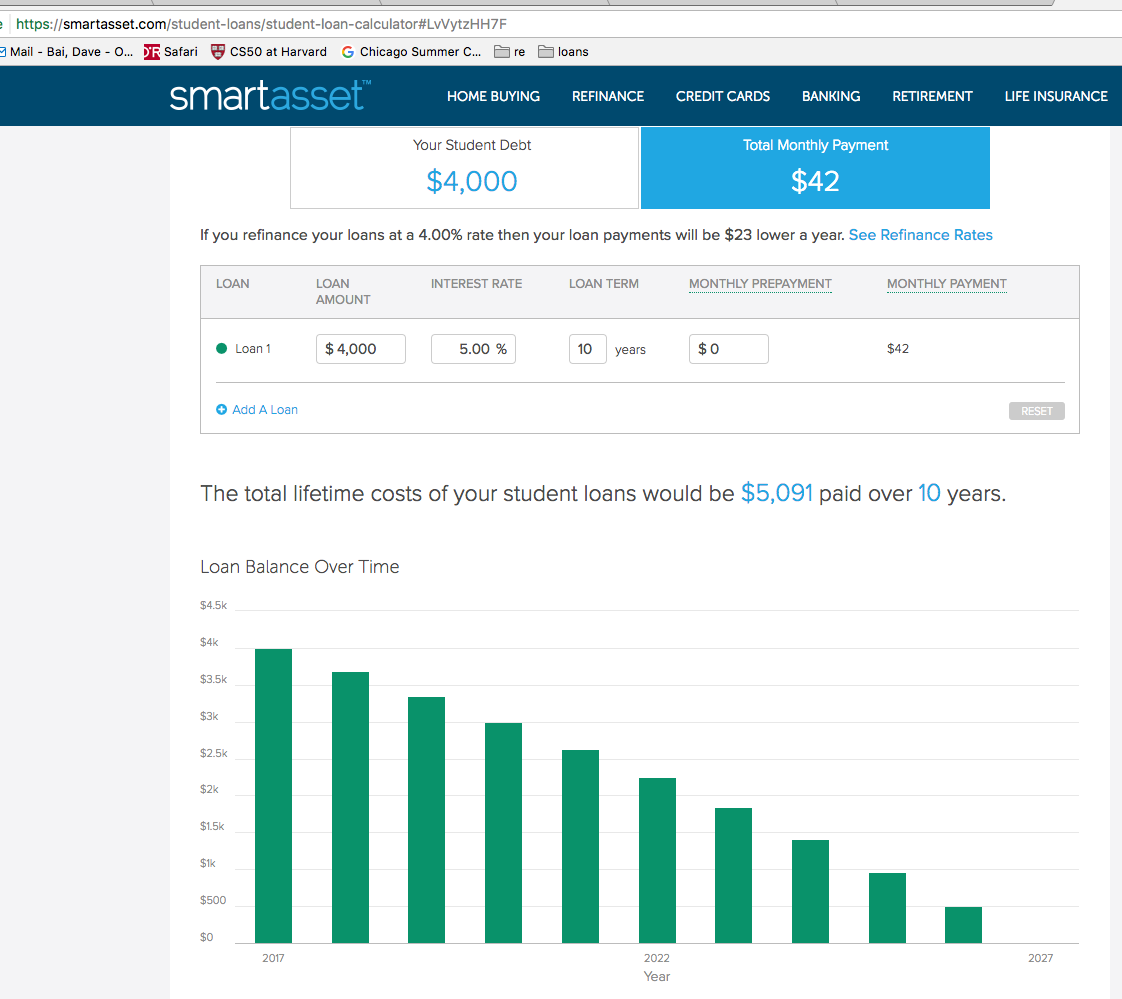 https://smartasset.com/student-loans/student-loan-calculator#LvVytzHH7F
Mail - Bai, Dave - O... Safari CS50 at Harvard Chicago Summer C... re loans
smartasset™ HOME BUYING REFINANCE CREDIT CARDS BANKING RETIREMENT LIFE INSURANCE
Your Student Debt Total Monthly Payment
$4,000 $42
If you refinance your loans at a 4.00% rate then your loan payments will be $23 lower a year. See Refinance Rates
LOAN LOAN AMOUNT INTEREST RATE LOAN TERM MONTHLY PREPAYMENT MONTHLY PAYMENT
Loan 1 $ 4,000 5.00 % 10 years $ 0 $42
Add A Loan RESET
The total lifetime costs of your student loans would be $5,091 paid over 10 years.
Loan Balance Over Time
$4.5k
$4k
$3.5k
$3k
$2.5k
$2k
$1.5k
$1k
$500
$0
2017 2022 2027
Year